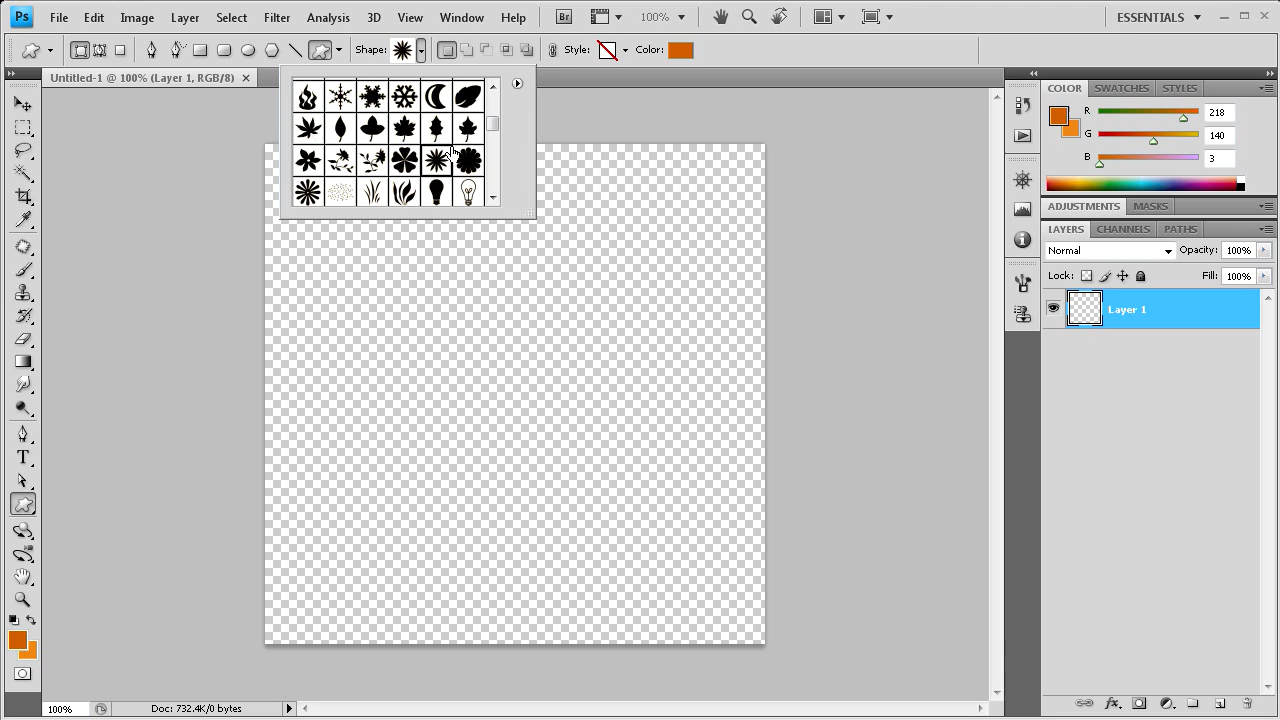 Ps File Edit Image Layer Select Filter Analysis 3D View Window Help Br 100% ESSENTIALS
Shape: Style: Color:
Untitled-1 @ 100% (Layer 1, RGB/8)
COLOR SWATCHES STYLES
R 218
G 140
B 3
ADJUSTMENTS MASKS
LAYERS CHANNELS PATHS
Normal Opacity: 100%
Lock: Fill: 100%
Layer 1
T
fx
100% Doc: 732.4K/0 bytes